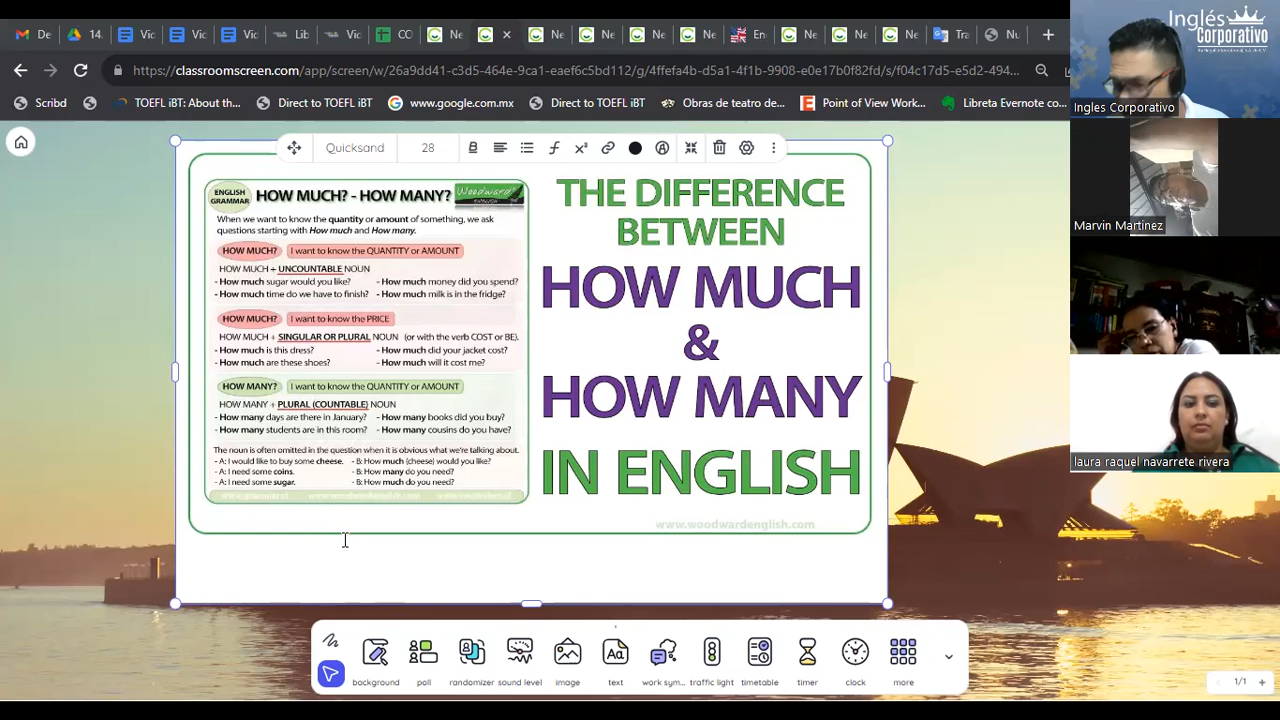 De
14
Vic
Vic
Vic
Lib
Vic
CC
Ne
Ne
Ne
Ne
Ne
Ne
En
Ne
Ne
Ne
Tra
Nu
https://classroomscreen.com/app/screen/w/26a9dd41-c3d5-464e-9ca1-eaef6c5bd112/g/4ffefa4b-d5a1-4f1b-9908-e0e17b0f82fd/s/f04c17d5-e5d2-494...
Scribd
TOEFL iBT: About th...
Direct to TOEFL iBT
www.google.com.mx
Direct to TOEFL iBT
Obras de teatro de...
Point of View Work...
Libreta Evernote co...
Quicksand
28
ENGLISH
GRAMMAR
HOW MUCH? - HOW MANY?
Woodward
ENGLISH
When we want to know the quantity or amount of something, we ask
questions starting with How much and How many.
HOW MUCH? I want to know the QUANTITY or AMOUNT
HOW MUCH + UNCOUNTABLE NOUN
- How much sugar would you like? - How much money did you spend?
- How much time do we have to finish? - How much milk is in the fridge?
HOW MUCH? I want to know the PRICE
HOW MUCH + SINGULAR OR PLURAL NOUN (or with the verb COST or BE).
- How much is this dress? - How much did your jacket cost?
- How much are these shoes? - How much will it cost me?
HOW MANY? I want to know the QUANTITY or AMOUNT
HOW MANY + PLURAL (COUNTABLE) NOUN
- How many days are there in January? - How many books did you buy?
- How many students are in this room? - How many cousins do you have?
The noun is often omitted in the question when it is obvious what we're talking about.
- A: I would like to buy some cheese. - B: How much (cheese) would you like?
- A: I need some coins. - B: How many do you need?
- A: I need some sugar. - B: How much do you need?
www.grammar.cl www.woodwardenglish.com
THE DIFFERENCE
BETWEEN
HOW MUCH
&
HOW MANY
IN ENGLISH
www.woodwardenglish.com
background
poll
randomizer
sound level
image
text
work sym...
traffic light
timetable
timer
clock
more
1/1
Inglés
Corporativo
Ingles Corporativo
Marvin Martinez
laura raquel navarrete rivera